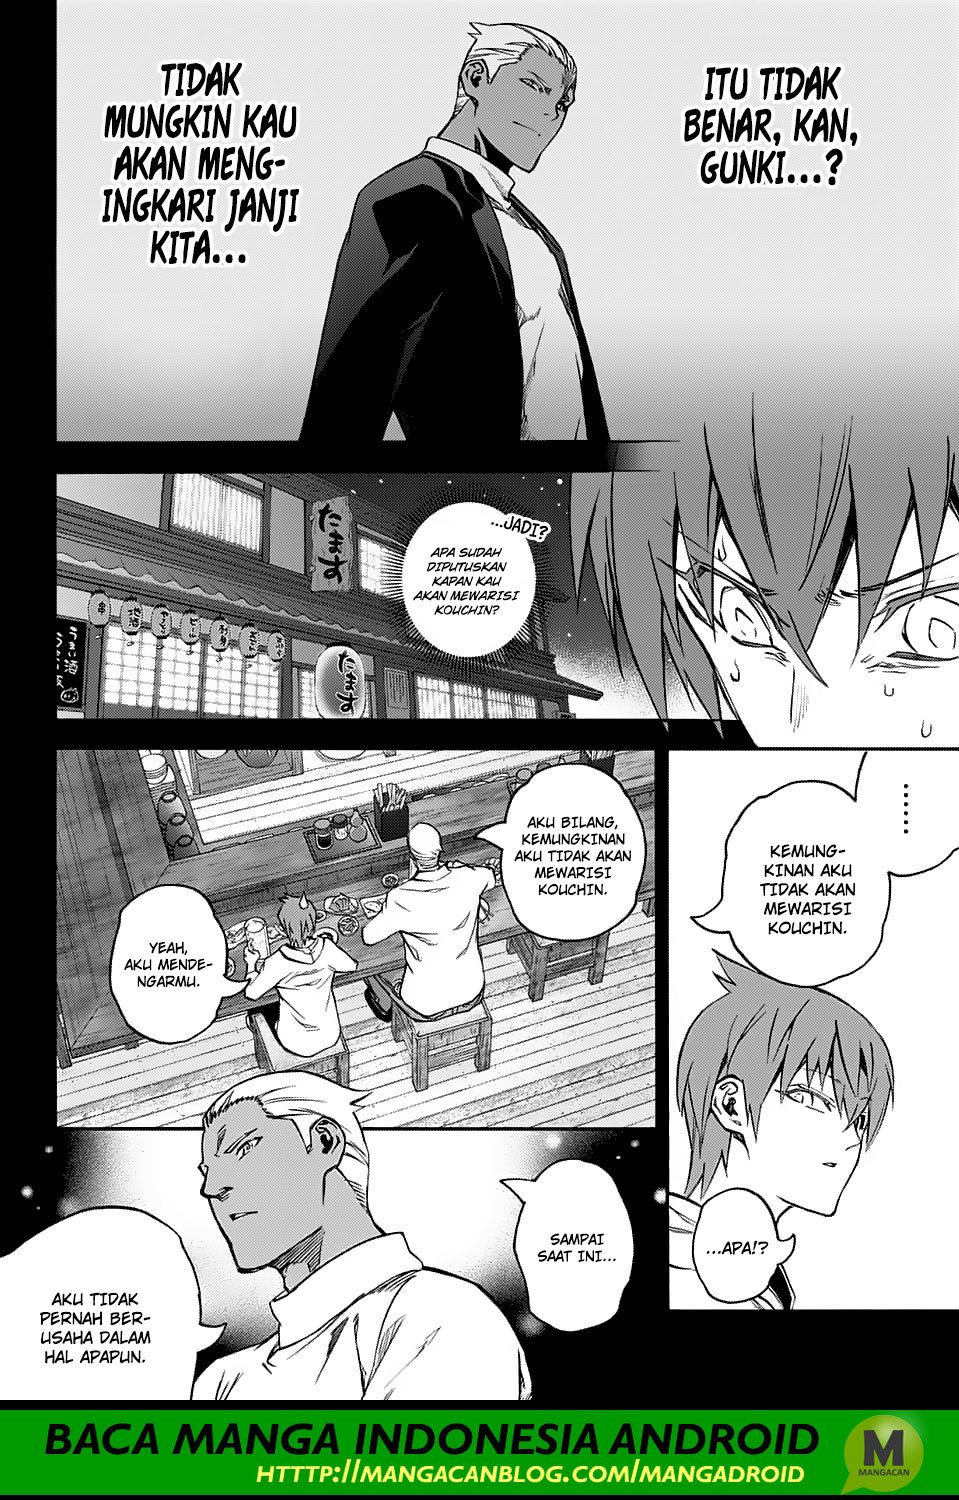 ITU TIDAK
BENAR, KAN,
GUNKI...?
TIDAK
MUNGKIN KAU
AKAN MENG-
INGKARI JANJI
KITA...
...JADI?
APA SUDAH
DIPUTUSKAN
KAPAN KAU
AKAN MEWARISI
KOUCHIN?
........
KEMUNG-
KINAN AKU
TIDAK AKAN
MEWARISI
KOUCHIN.
...APA!?
AKU BILANG,
KEMUNGKINAN
AKU TIDAK AKAN
MEWARISI
KOUCHIN.
YEAH,
AKU MENDE-
NGARMU.
SAMPAI
SAAT INI...
AKU TIDAK
PERNAH BER-
USAHA DALAM
HAL APAPUN.
BACA MANGA INDONESIA ANDROID
HTTTP://MANGACANBLOG.COM/MANGADROID
M
MANGACAN